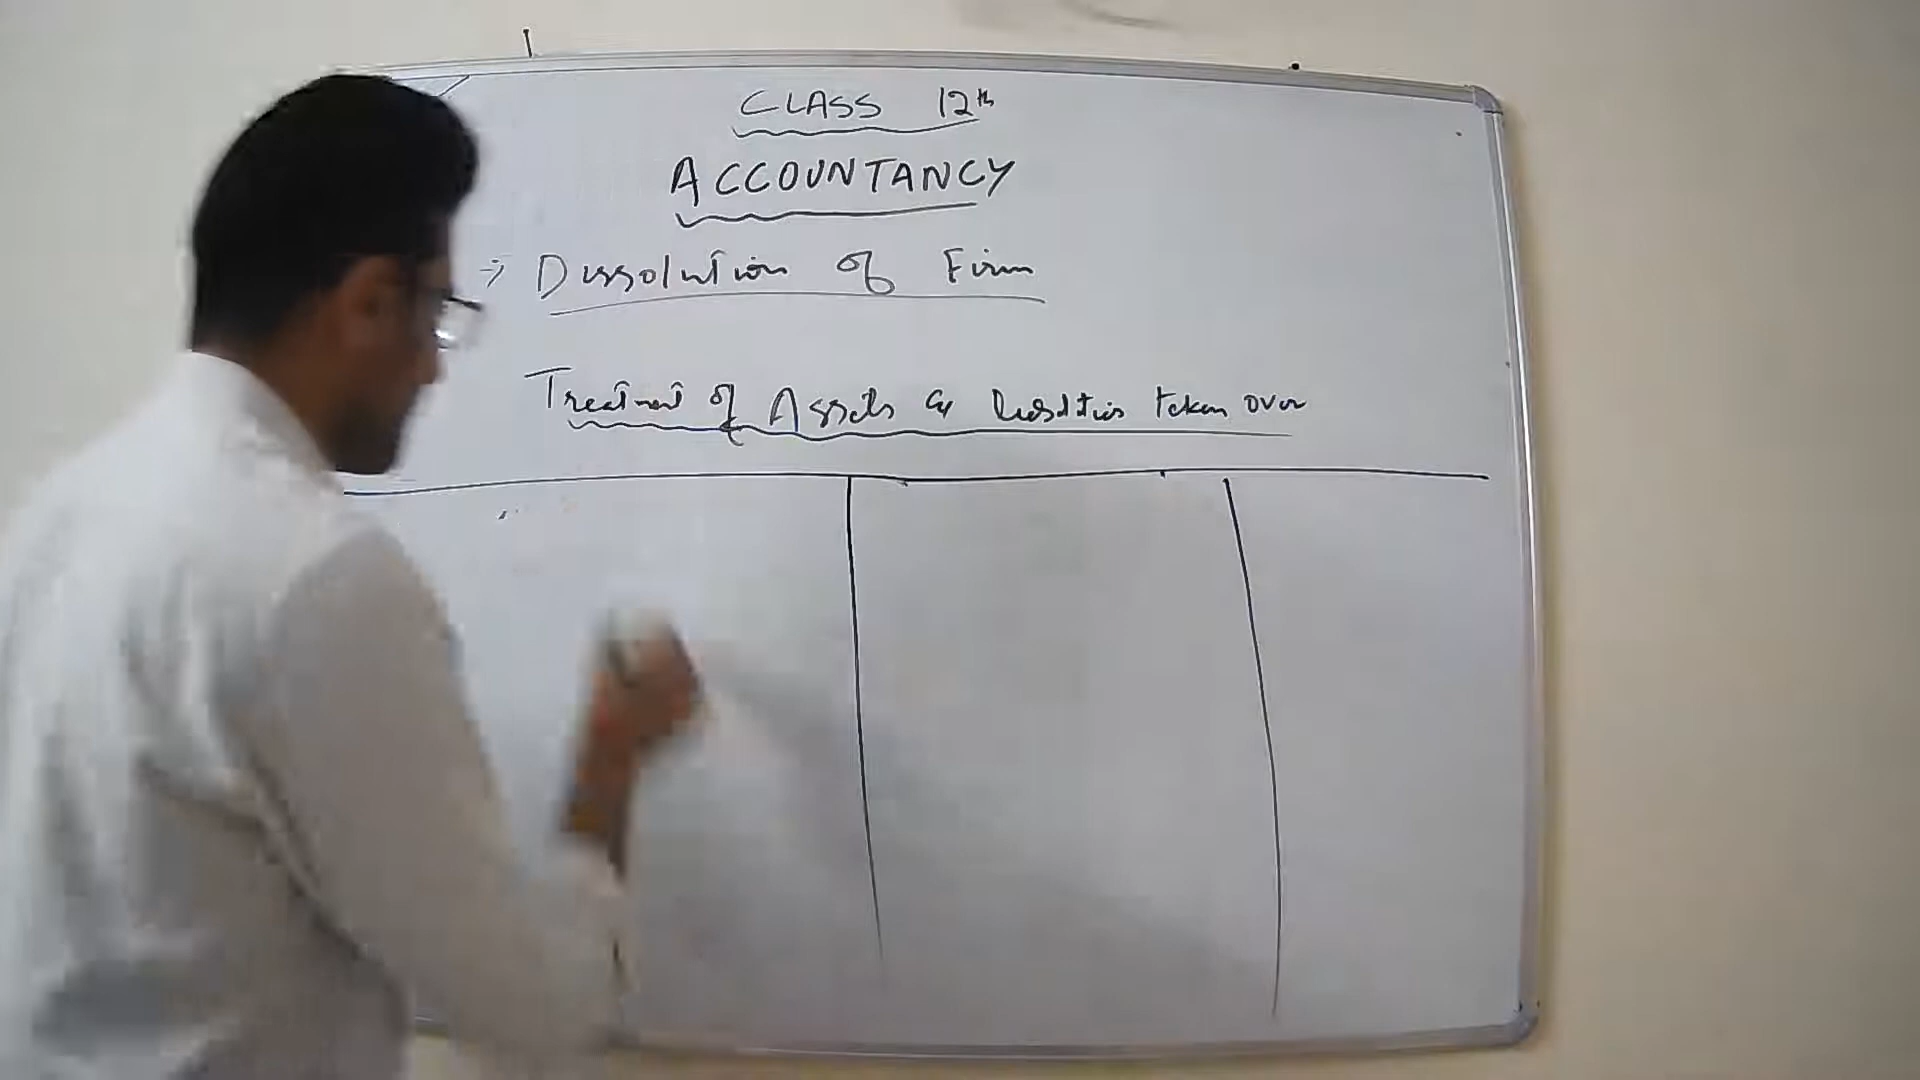 CLASS 12th
ACCOUNTANCY
⇒ Dissolution of Firm
Treatment of Assets & Liabilities taken over